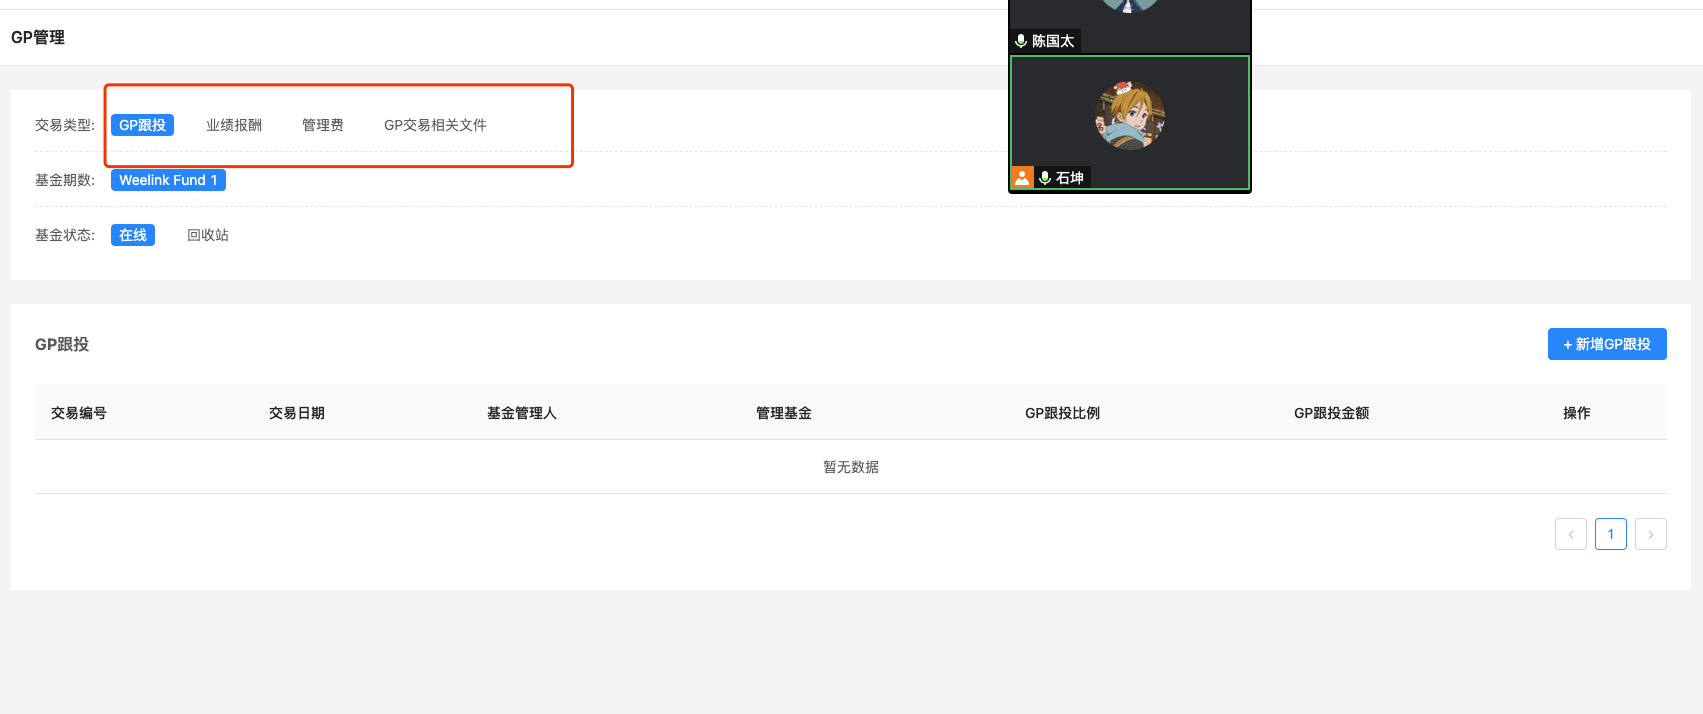 GP管理
陈国太
石坤
交易类型: GP跟投 业绩报酬 管理费 GP交易相关文件
基金期数: Weelink Fund 1
基金状态: 在线 回收站
GP跟投
+ 新增GP跟投
交易编号 交易日期 基金管理人 管理基金 GP跟投比例 GP跟投金额 操作
暂无数据
1